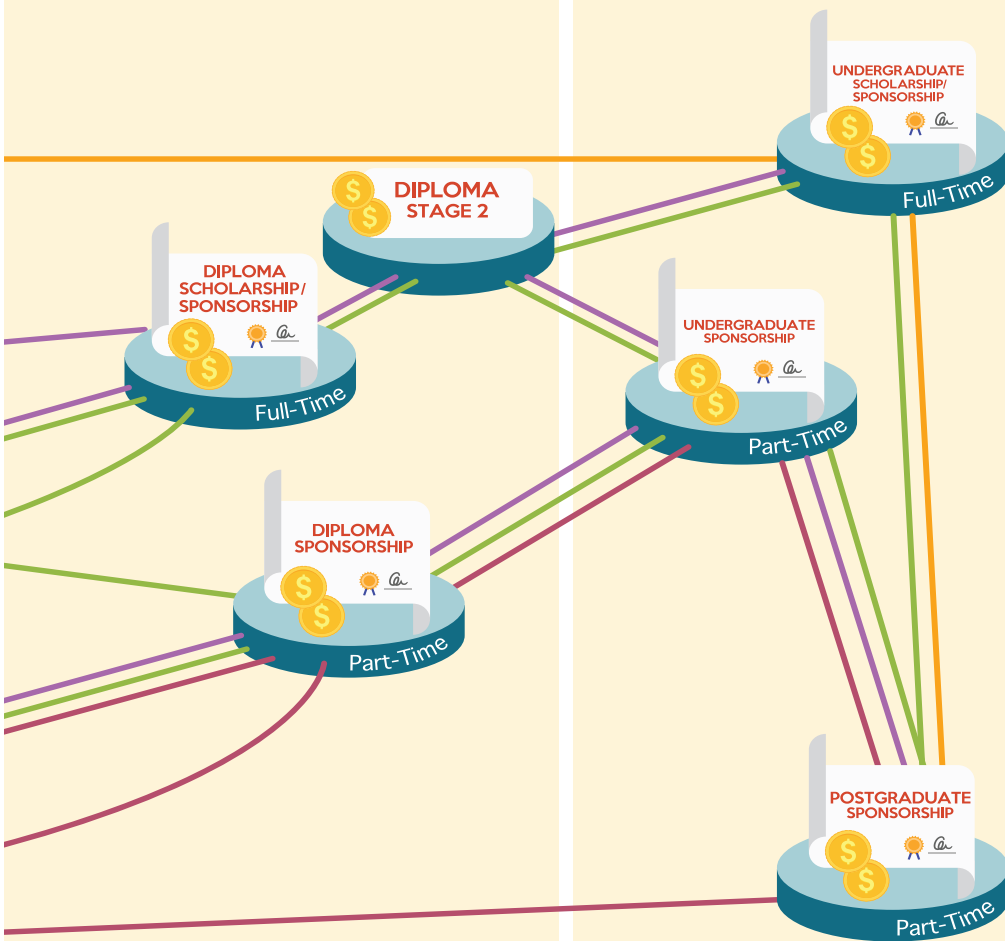 UNDERGRADUATE
SCHOLARSHIP/
SPONSORSHIP
$
$
Full-Time
$
$
DIPLOMA
STAGE 2
DIPLOMA
SCHOLARSHIP/
SPONSORSHIP
$
$
Full-Time
UNDERGRADUATE
SPONSORSHIP
$
$
Part-Time
DIPLOMA
SPONSORSHIP
$
$
Part-Time
POSTGRADUATE
SPONSORSHIP
$
$
Part-Time